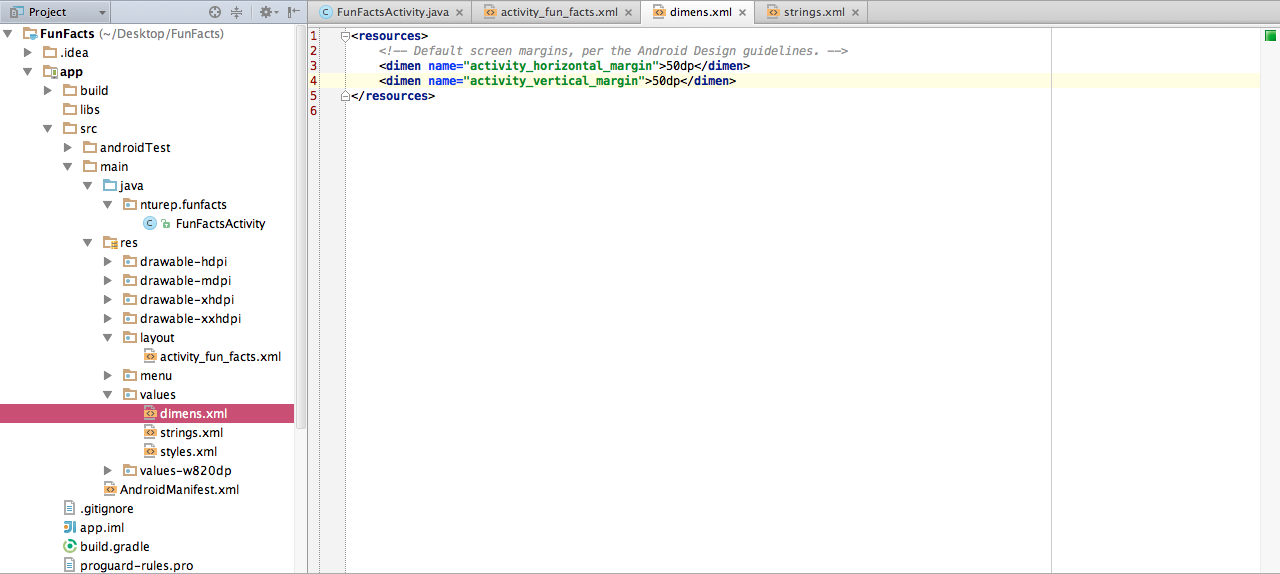 Project
FunFactsActivity.java
activity_fun_facts.xml
dimens.xml
strings.xml
FunFacts (~/Desktop/FunFacts)
.idea
app
build
libs
src
androidTest
main
java
nturep.funfacts
FunFactsActivity
res
drawable-hdpi
drawable-mdpi
drawable-xhdpi
drawable-xxhdpi
layout
activity_fun_facts.xml
menu
values
dimens.xml
strings.xml
styles.xml
values-w820dp
AndroidManifest.xml
.gitignore
app.iml
build.gradle
proguard-rules.pro
1 <resources>
2 <!-- Default screen margins, per the Android Design guidelines. -->
3 <dimen name="activity_horizontal_margin">50dp</dimen>
4 <dimen name="activity_vertical_margin">50dp</dimen>
5 </resources>
6